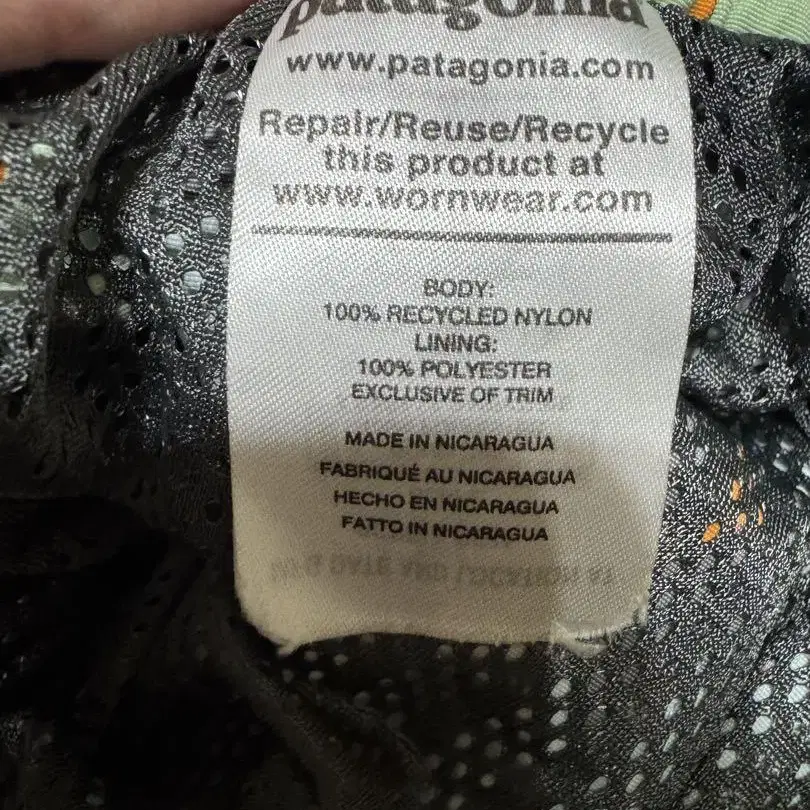 patagonia
www.patagonia.com
Repair/Reuse/Recycle
this product at
www.wornwear.com
BODY:
100% RECYCLED NYLON
LINING:
100% POLYESTER
EXCLUSIVE OF TRIM
MADE IN NICARAGUA
FABRIQUÉ AU NICARAGUA
HECHO EN NICARAGUA
FATTO IN NICARAGUA